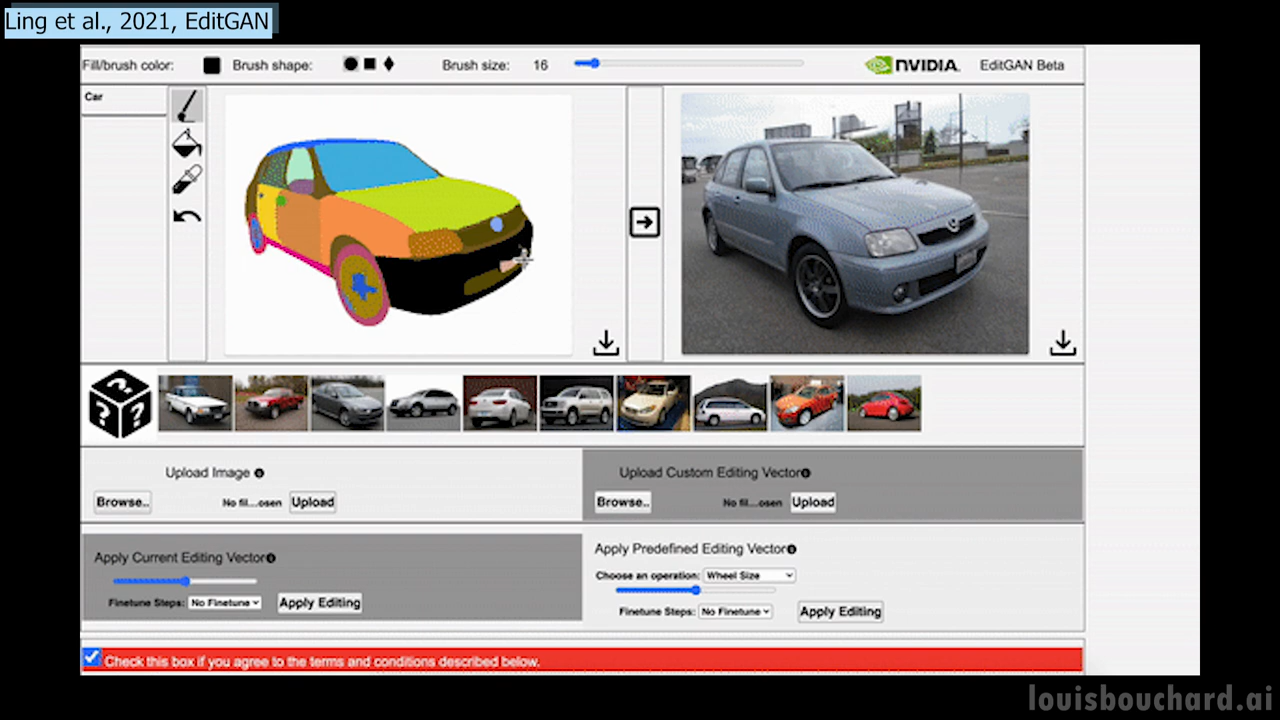 Ling et al., 2021, EditGAN
Fill/brush color: Brush shape: Brush size: 16 NVIDIA. EditGAN Beta
Car
? ? ?
Upload Image
Browse.. No fil...osen Upload
Upload Custom Editing Vector
Browse.. No fil...osen Upload
Apply Current Editing Vector
Finetune Steps: No Finetune Apply Editing
Apply Predefined Editing Vector
Choose an operation: Wheel Size
Finetune Steps: No Finetune Apply Editing
Check this box if you agree to the terms and conditions described below.
louisbouchard.ai